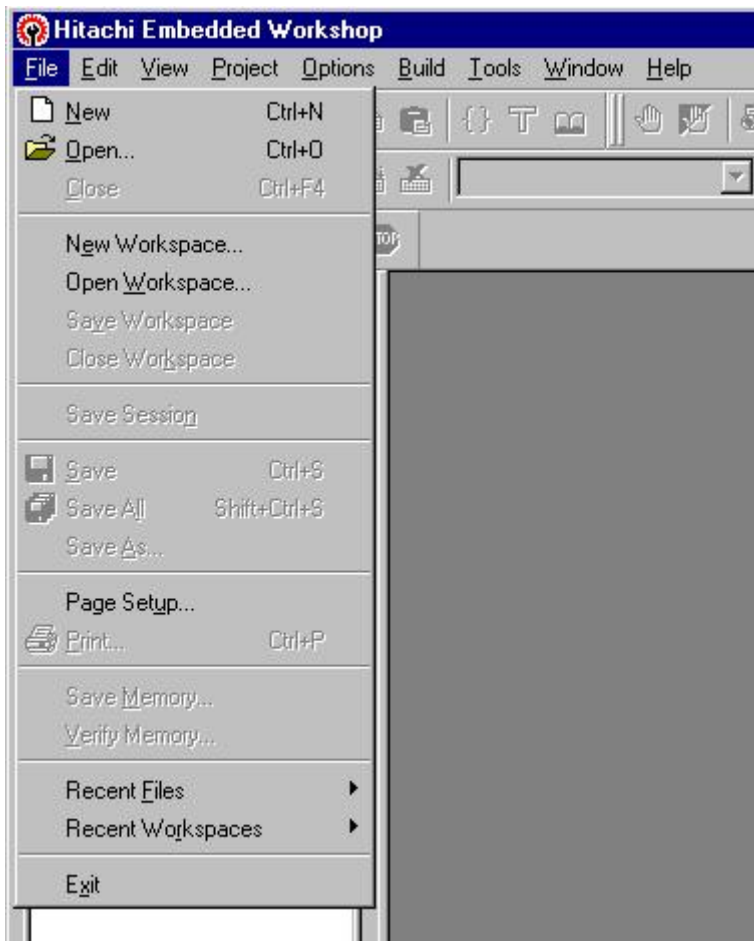 Hitachi Embedded Workshop
File Edit View Project Options Build Tools Window Help
New Ctrl+N
Open... Ctrl+O
Close Ctrl+F4
New Workspace...
Open Workspace...
Save Workspace
Close Workspace
Save Session
Save Ctrl+S
Save All Shift+Ctrl+S
Save As...
Page Setup...
Print... Ctrl+P
Save Memory...
Verify Memory...
Recent Files
Recent Workspaces
Exit